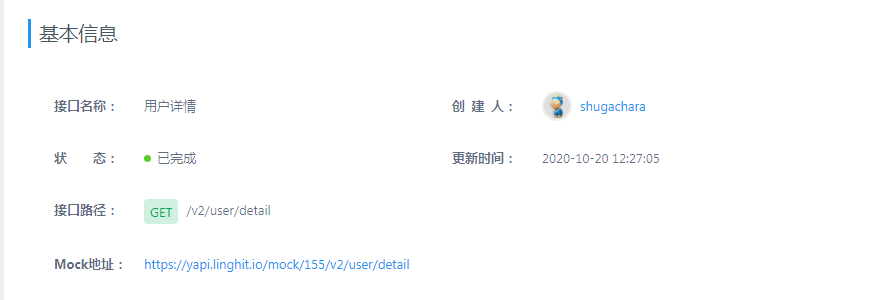 基本信息
接口名称： 用户详情 创 建 人： shugachara
状 态： 已完成 更新时间： 2020-10-20 12:27:05
接口路径： GET /v2/user/detail
Mock地址： https://yapi.linghit.io/mock/155/v2/user/detail